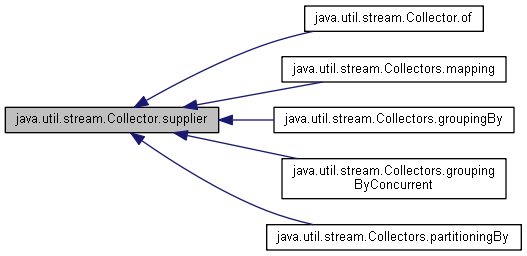 java.util.stream.Collector.of
java.util.stream.Collectors.mapping
java.util.stream.Collector.supplier
java.util.stream.Collectors.groupingBy
java.util.stream.Collectors.grouping
ByConcurrent
java.util.stream.Collectors.partitioningBy